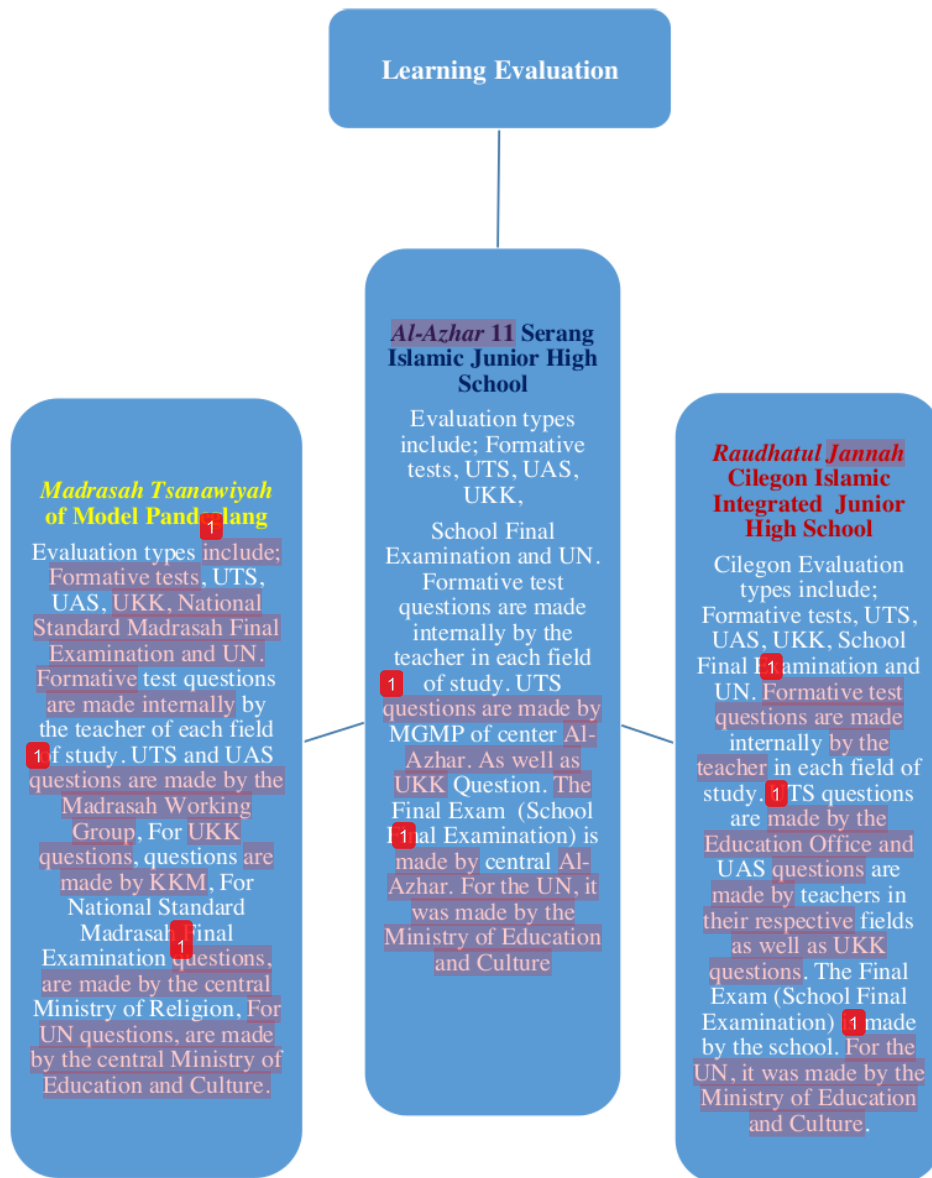 Learning Evaluation
Madrasah Tsanawiyah
of Model Pandeglang
1
Evaluation types include;
Formative tests, UTS,
UAS, UKK, National
Standard Madrasah Final
Examination and UN.
Formative test questions
are made internally by
the teacher of each field
1
of study. UTS and UAS
questions are made by the
Madrasah Working
Group, For UKK
questions, questions are
made by KKM, For
National Standard
Madrasah Final
1
Examination questions,
are made by the central
Ministry of Religion, For
UN questions, are made
by the central Ministry of
Education and Culture.
Al-Azhar 11 Serang
Islamic Junior High
School
Evaluation types
include; Formative
tests, UTS, UAS,
UKK,
School Final
Examination and UN.
Formative test
questions are made
internally by the
teacher in each field
1
of study. UTS
questions are made by
MGMP of center Al-
Azhar. As well as
UKK Question. The
Final Exam (School
1
Final Examination) is
made by central Al-
Azhar. For the UN, it
was made by the
Ministry of Education
and Culture
Raudhatul Jannah
Cilegon Islamic
Integrated Junior
High School
Cilegon Evaluation
types include;
Formative tests, UTS,
UAS, UKK, School
1
Final Examination and
UN. Formative test
questions are made
internally by the
teacher in each field of
1
study. UTS questions
are made by the
Education Office and
UAS questions are
made by teachers in
their respective fields
as well as UKK
questions. The Final
Exam (School Final
1
Examination) is made
by the school. For the
UN, it was made by the
Ministry of Education
and Culture.